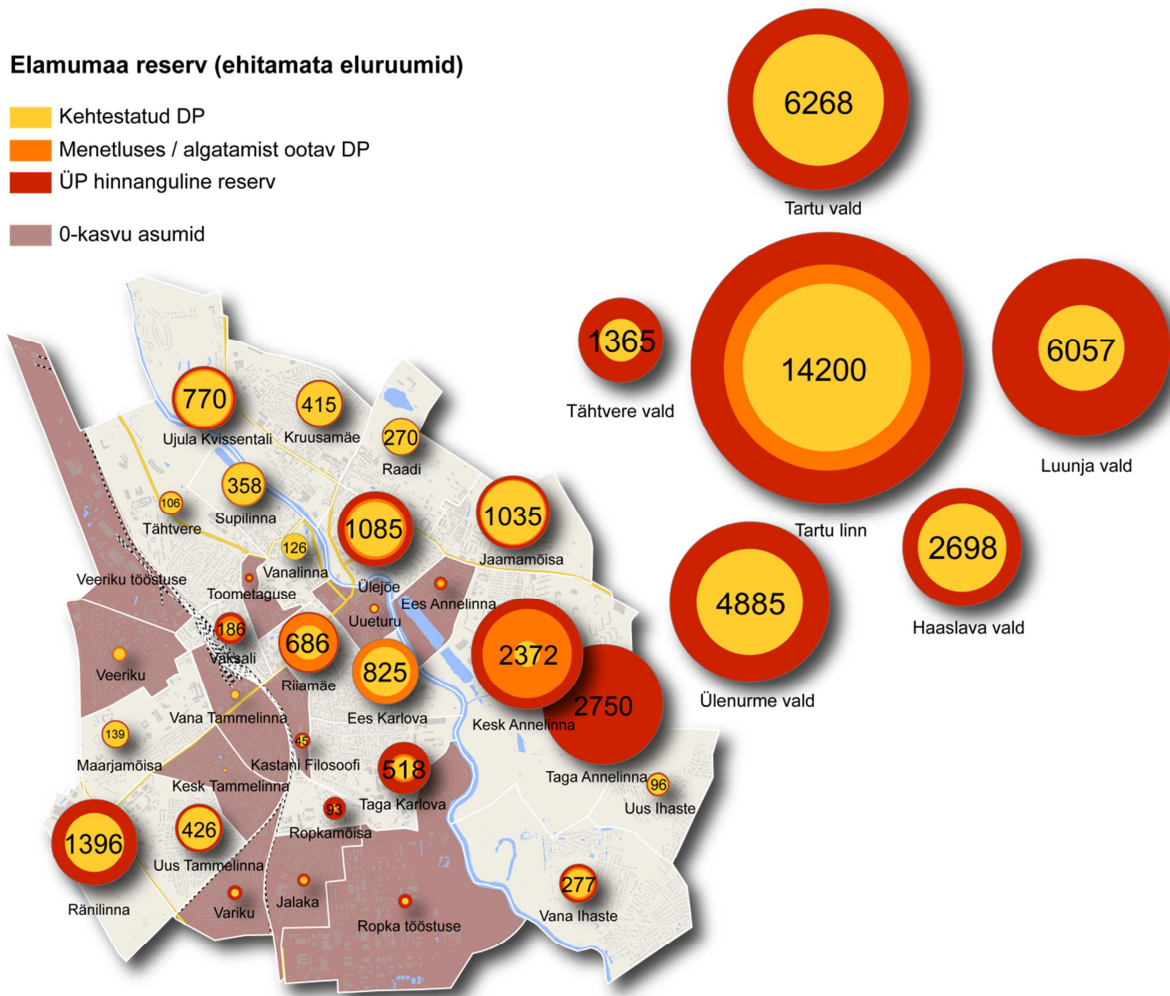 Elamumaa reserv (ehitamata eluruumid)
Kehtestatud DP
Menetluses / algatamist ootav DP
ÜP hinnanguline reserv
0-kasvu asumid
6268
Tartu vald
1365
Tähtvere vald
14200
Tartu linn
6057
Luunja vald
2698
Haaslava vald
4885
Ülenurme vald
770
Ujula Kvissentali
415
Kruusamäe
270
Raadi
358
Supilinna
106
Tähtvere
1085
Ülejõe
1035
Jaamamõisa
126
Vanalinna
Veeriku tööstuse
Toometaguse
Ees Annelinna
Uueturu
186
Vaksali
686
Riiamäe
825
Ees Karlova
2372
Kesk Annelinna
2750
Taga Annelinna
Veeriku
Vana Tammelinna
139
Maarjamõisa
45
Kastani Filosoofi
Kesk Tammelinna
518
Taga Karlova
96
Uus Ihaste
93
Ropkamõisa
1396
Ränilinna
426
Uus Tammelinna
277
Vana Ihaste
Variku
Jalaka
Ropka tööstuse